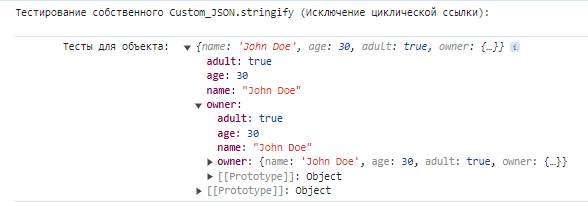 Тестирование собственного Custom_JSON.stringify (Исключение циклической ссылки):
Тесты для объекта: ▼ {name: 'John Doe', age: 30, adult: true, owner: {…}} i
adult: true
age: 30
name: "John Doe"
▼ owner:
adult: true
age: 30
name: "John Doe"
▶ owner: {name: 'John Doe', age: 30, adult: true, owner: {…}}
▶ [[Prototype]]: Object
▶ [[Prototype]]: Object